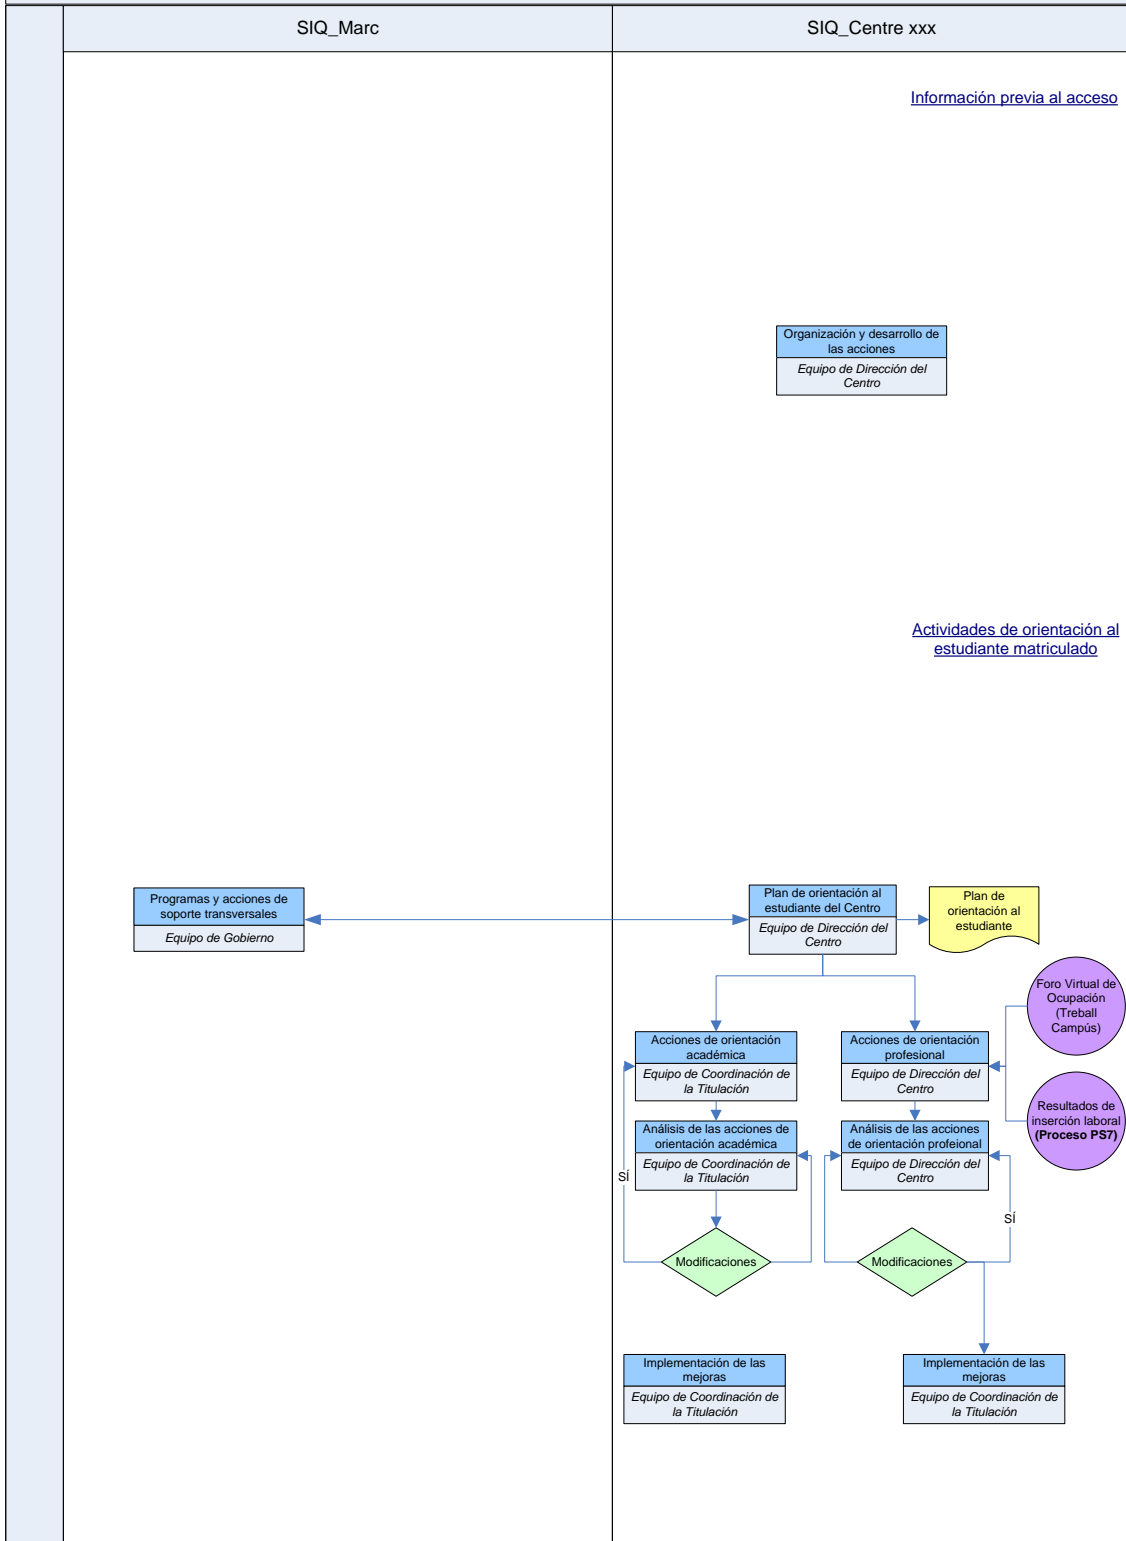 SIQ_Marc
SIQ_Centre xxx
Información previa al acceso
Organización y desarrollo de
las acciones
Equipo de Dirección del
Centro
Actividades de orientación al
estudiante matriculado
Programas y acciones de
soporte transversales
Equipo de Gobierno
Plan de orientación al
estudiante del Centro
Equipo de Dirección del
Centro
Plan de
orientación al
estudiante
Foro Virtual de
Ocupación
(Treball
Campús)
Acciones de orientación
académica
Equipo de Coordinación de
la Titulación
Acciones de orientación
profesional
Equipo de Dirección del
Centro
Resultados de
inserción laboral
(Proceso PS7)
Análisis de las acciones de
orientación académica
Equipo de Coordinación de
la Titulación
Análisis de las acciones
de orientación profeional
Equipo de Dirección del
Centro
SÍ
SÍ
Modificaciones
Modificaciones
Implementación de las
mejoras
Equipo de Coordinación de
la Titulación
Implementación de las
mejoras
Equipo de Coordinación de
la Titulación